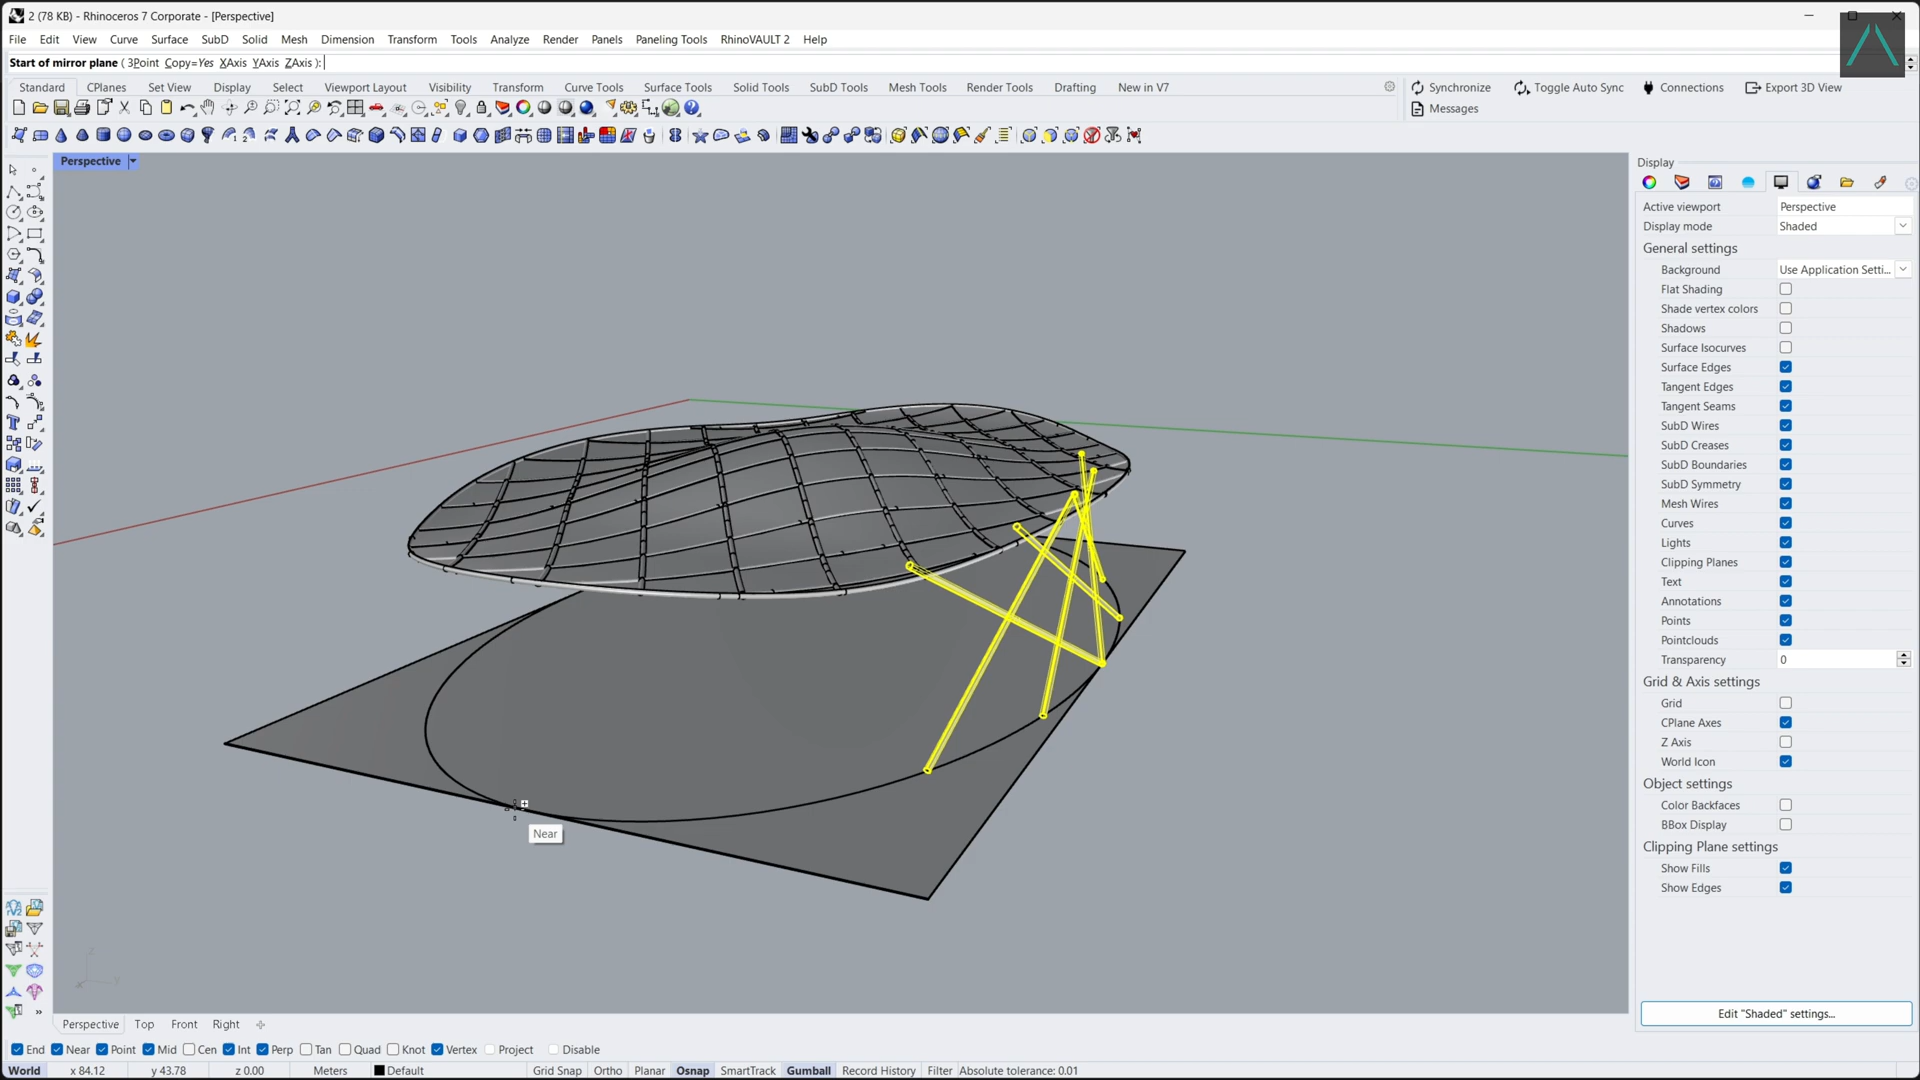 2 (78 KB) - Rhinoceros 7 Corporate - [Perspective]
File Edit View Curve Surface SubD Solid Mesh Dimension Transform Tools Analyze Render Panels Paneling Tools RhinoVAULT 2 Help
Start of mirror plane ( 3Point Copy=Yes XAxis YAxis ZAxis ):
Standard CPlanes Set View Display Select Viewport Layout Visibility Transform Curve Tools Surface Tools Solid Tools SubD Tools Mesh Tools Render Tools Drafting New in V7
Synchronize Toggle Auto Sync Connections Export 3D View
Messages
Perspective
Display
Active viewport Perspective
Display mode Shaded
General settings
Background Use Application Setti...
Flat Shading
Shade vertex colors
Shadows
Surface Isocurves
Surface Edges
Tangent Edges
Tangent Seams
SubD Wires
SubD Creases
SubD Boundaries
SubD Symmetry
Mesh Wires
Curves
Lights
Clipping Planes
Text
Annotations
Points
Pointclouds
Transparency 0
Grid & Axis settings
Grid
CPlane Axes
Z Axis
World Icon
Object settings
Color Backfaces
BBox Display
Clipping Plane settings
Show Fills
Show Edges
Edit "Shaded" settings...
Near
Perspective Top Front Right
End Near Point Mid Cen Int Perp Tan Quad Knot Vertex Project Disable
World x 84.12 y 43.78 z 0.00 Meters Default Grid Snap Ortho Planar Osnap SmartTrack Gumball Record History Filter Absolute tolerance: 0.01